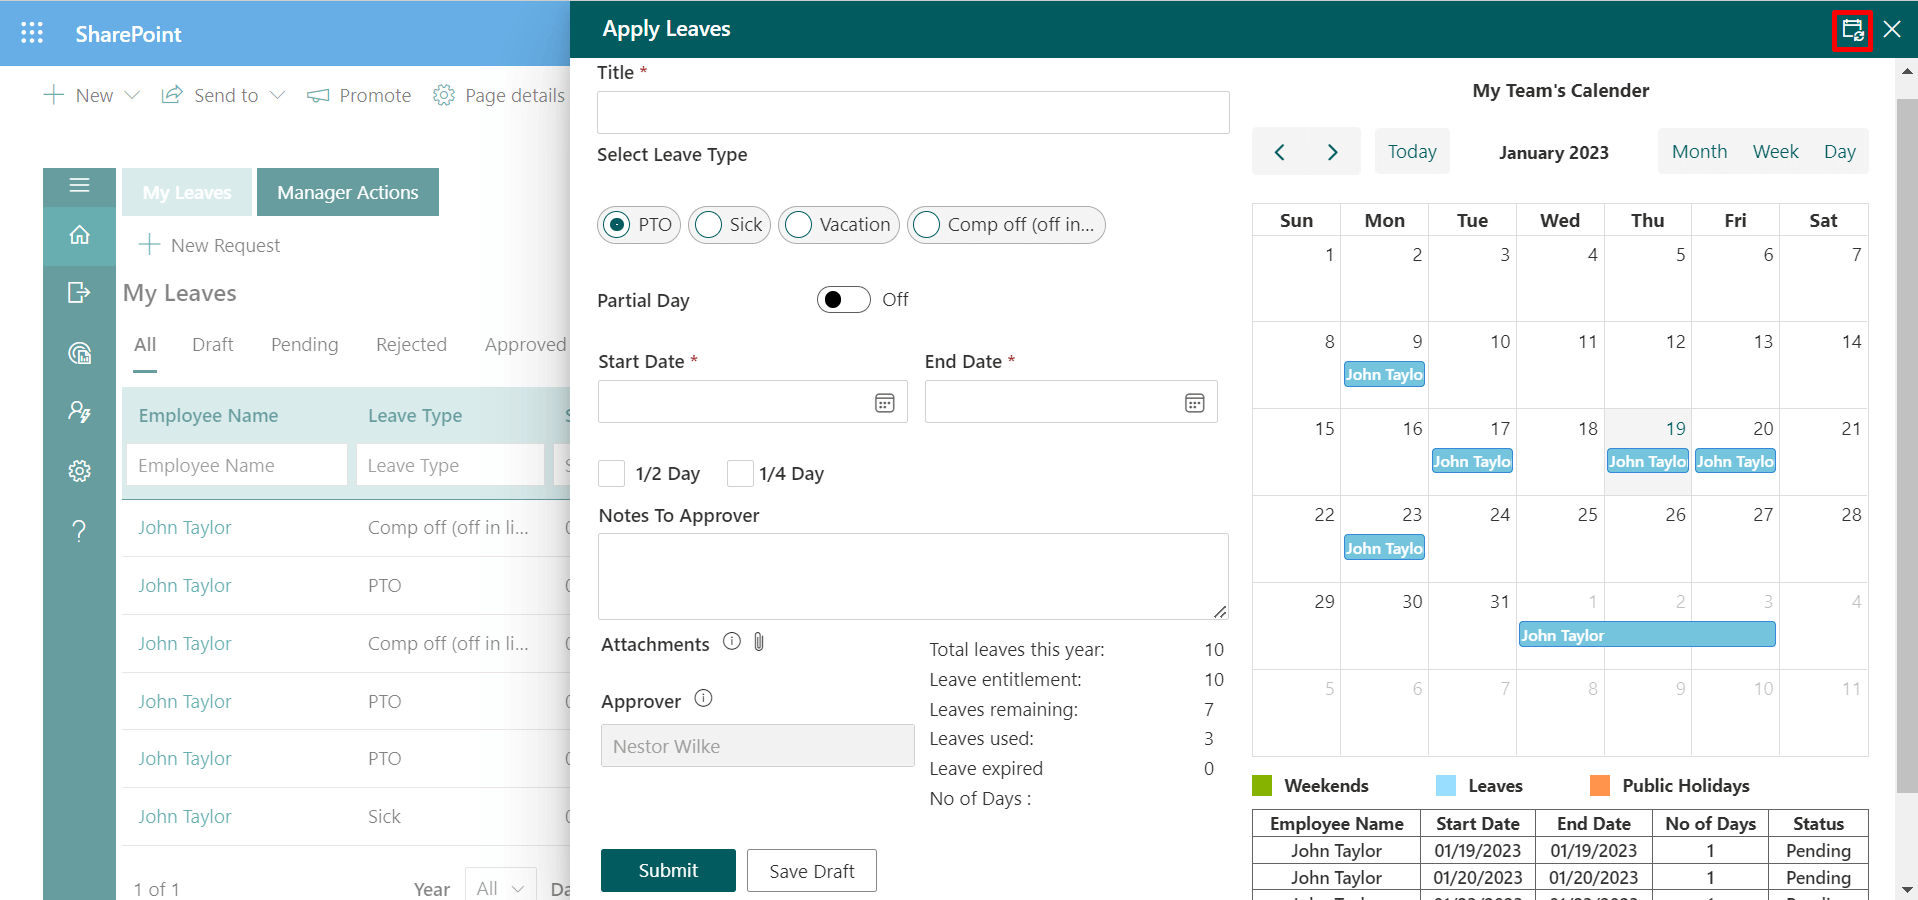 SharePoint
New
Send to
Promote
Page details
My Leaves
Manager Actions
New Request
My Leaves
All Draft Pending Rejected Approved
Employee Name Leave Type S
Employee Name Leave Type S
John Taylor Comp off (off in li...
John Taylor PTO
John Taylor Comp off (off in li...
John Taylor PTO
John Taylor PTO
John Taylor Sick
1 of 1 Year All Da
Apply Leaves
Title *
Select Leave Type
PTO Sick Vacation Comp off (off in...
Partial Day Off
Start Date * End Date *
1/2 Day 1/4 Day
Notes To Approver
Attachments
Approver
Nestor Wilke
Total leaves this year: 10
Leave entitlement: 10
Leaves remaining: 7
Leaves used: 3
Leave expired 0
No of Days :
Submit Save Draft
My Team's Calender
Today January 2023 Month Week Day
Sun Mon Tue Wed Thu Fri Sat
1 2 3 4 5 6 7
8 9 10 11 12 13 14
John Taylo
15 16 17 18 19 20 21
John Taylo John Taylo John Taylo
22 23 24 25 26 27 28
John Taylo
29 30 31 1 2 3 4
John Taylor
5 6 7 8 9 10 11
Weekends Leaves Public Holidays
Employee Name Start Date End Date No of Days Status
John Taylor 01/19/2023 01/19/2023 1 Pending
John Taylor 01/20/2023 01/20/2023 1 Pending